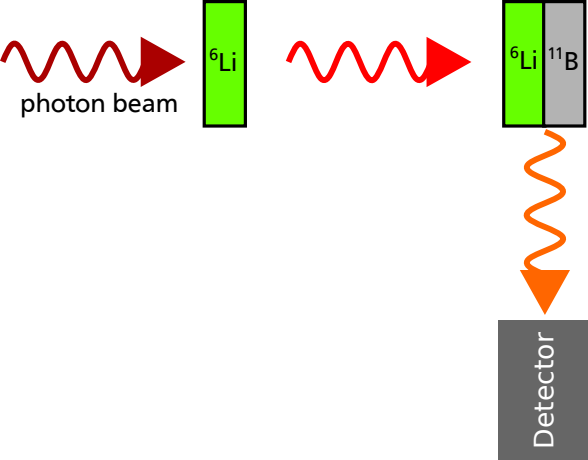 ⁶Li
photon beam
⁶Li
¹¹B
Detector